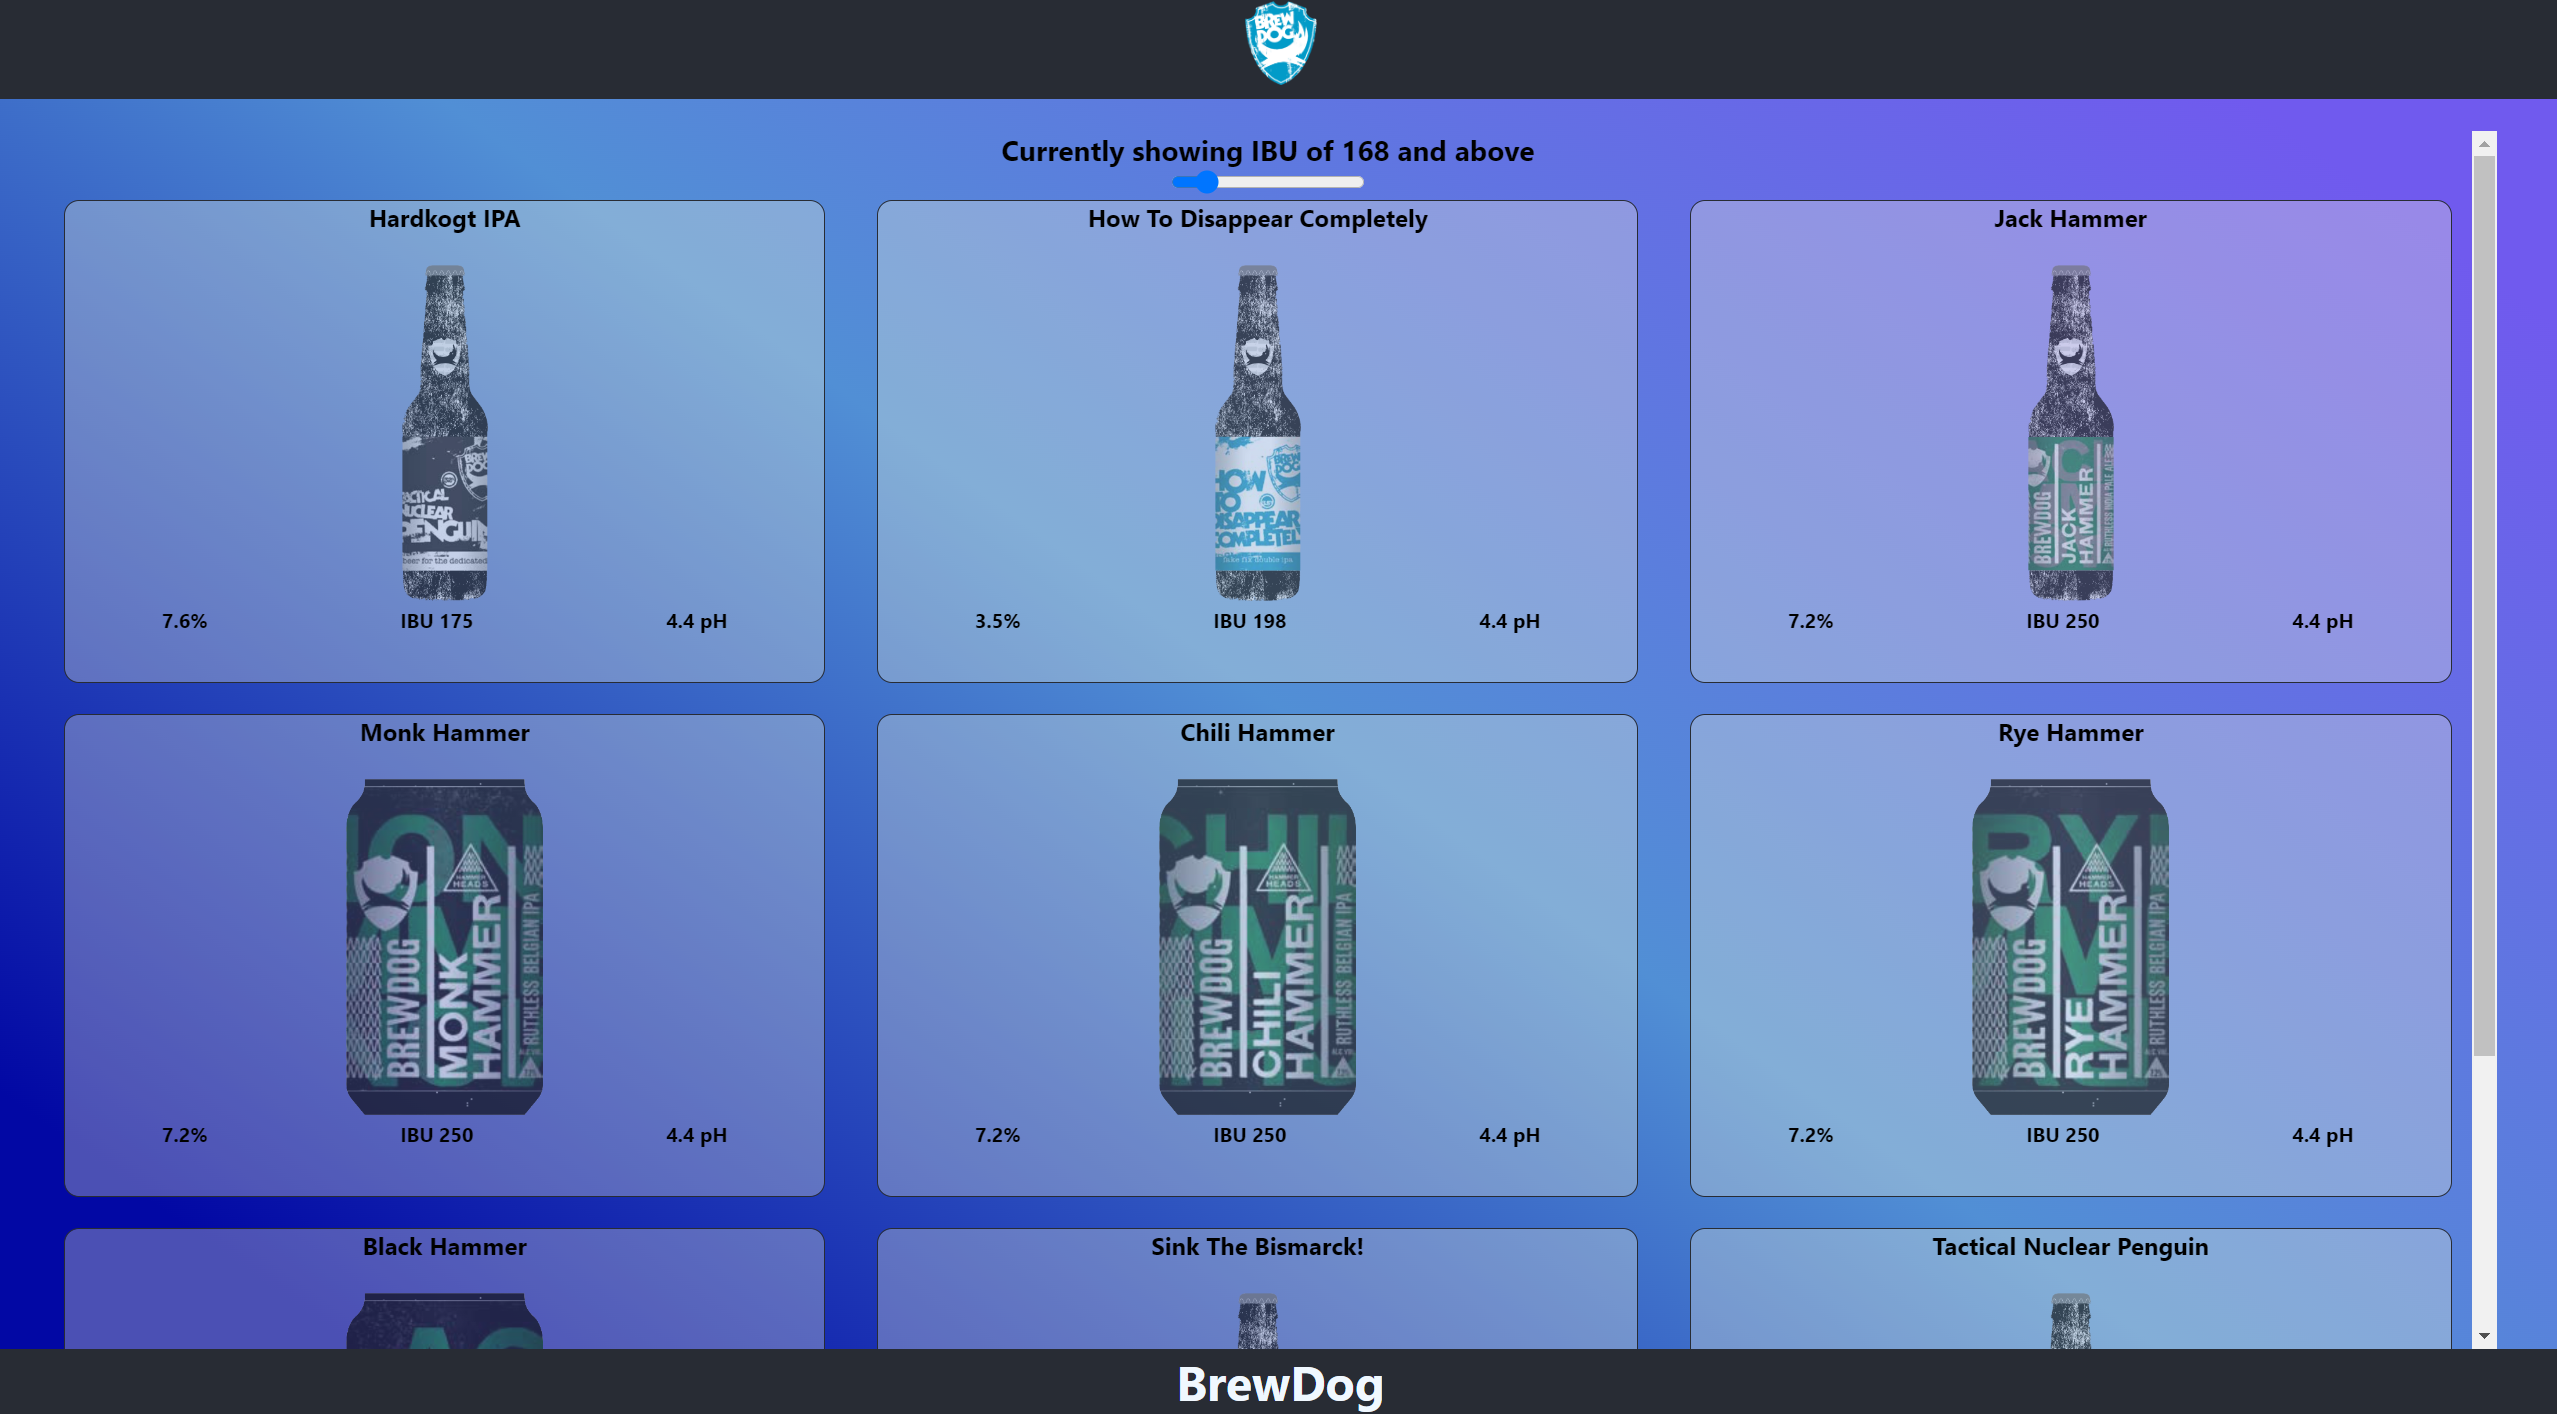 BREW
DOG
Currently showing IBU of 168 and above
Hardkogt IPA
How To Disappear Completely
Jack Hammer
BREW
DOG
TACTICAL
NUCLEAR
PENGUIN
beer for the dedicated
BREW
DOG
HOW
TO
DISAPPEAR
COMPLETELY
fake 11% double ipa
BREWDOG
JACK
HAMMER
RUTHLESS INDIA PALE ALE
7.6%
IBU 175
4.4 pH
3.5%
IBU 198
4.4 pH
7.2%
IBU 250
4.4 pH
Monk Hammer
Chili Hammer
Rye Hammer
HAMMER
HEADS
BREWDOG
MONK
HAMMER
RUTHLESS BELGIAN IPA
HAMMER
HEADS
BREWDOG
CHILI
HAMMER
RUTHLESS BELGIAN IPA
HAMMER
HEADS
BREWDOG
RYE
HAMMER
RUTHLESS BELGIAN IPA
7.2%
IBU 250
4.4 pH
7.2%
IBU 250
4.4 pH
7.2%
IBU 250
4.4 pH
Black Hammer
Sink The Bismarck!
Tactical Nuclear Penguin
BrewDog